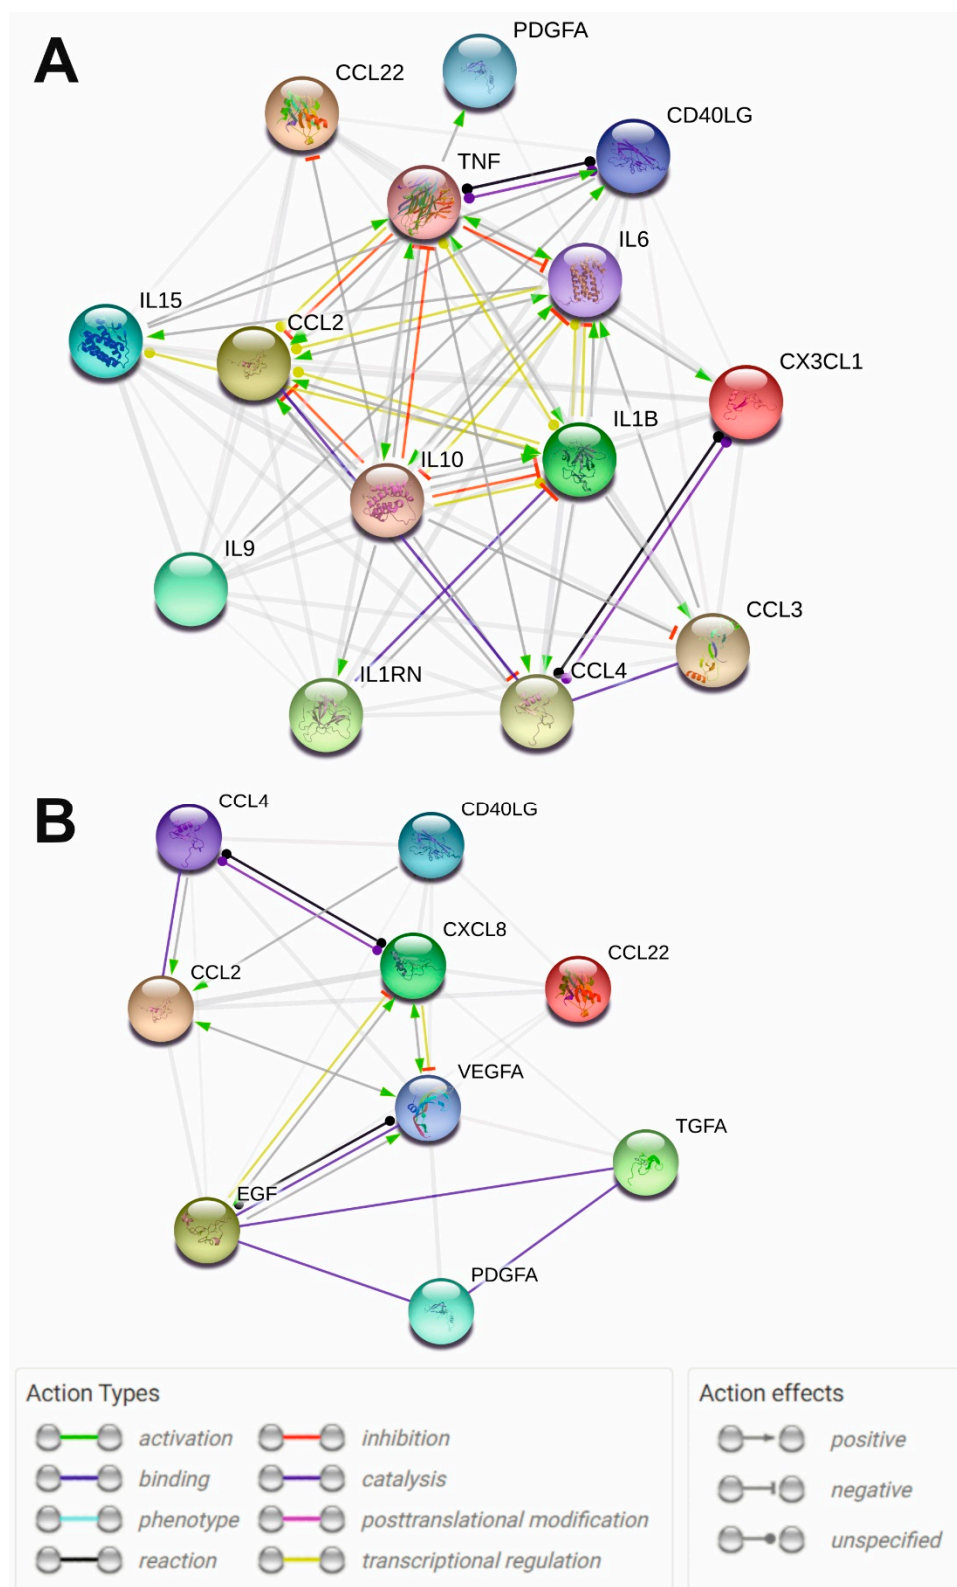 A
PDGFA
CCL22
CD40LG
TNF
IL6
IL15
CCL2
CX3CL1
IL1B
IL10
IL9
CCL3
IL1RN
CCL4
B
CCL4
CD40LG
CXCL8
CCL22
CCL2
VEGFA
TGFA
EGF
PDGFA
Action Types
activation
inhibition
binding
catalysis
phenotype
posttranslational modification
reaction
transcriptional regulation
Action effects
positive
negative
unspecified